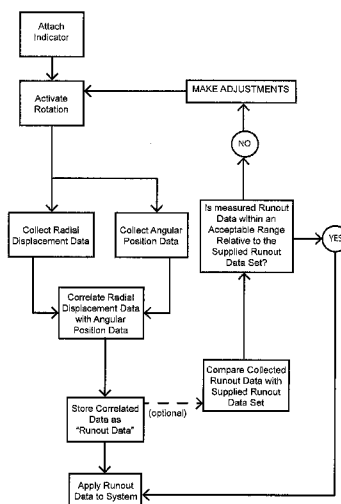 Attach
Indicator
Activate
Rotation
MAKE ADJUSTMENTS
NO
Collect Radial
Displacement Data
Collect Angular
Position Data
Is measured Runout
Data within an
Acceptable Range
Relative to the
Supplied Runout
Data Set?
YES
Correlate Radial
Displacement Data
with Angular
Position Data
Store Correlated
Data as
"Runout Data"
(optional)
Compare Collected
Runout Data with
Supplied Runout
Data Set
Apply Runout
Data to System